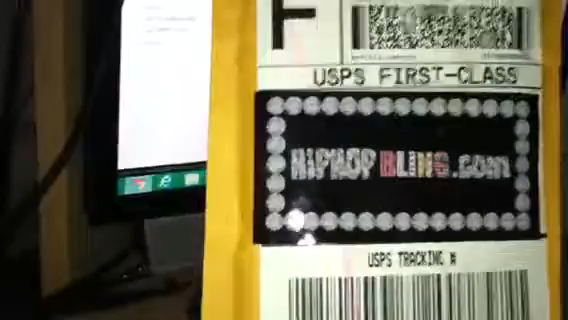 F
USPS FIRST-CLASS
HIPHOPBLING.com
USPS TRACKING #